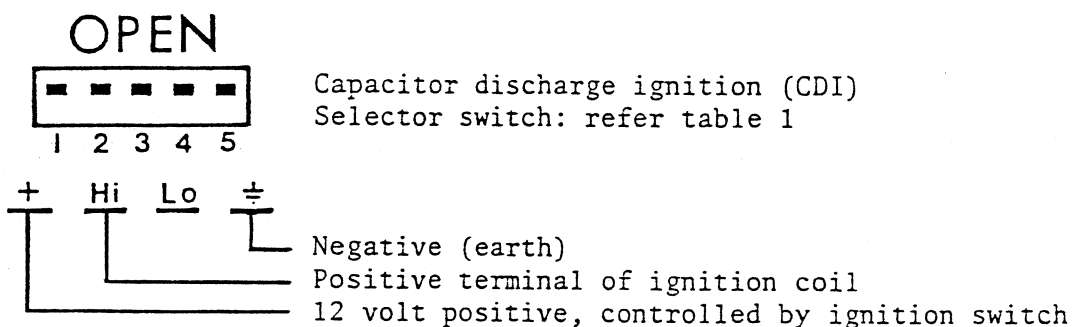 OPEN
Capacitor discharge ignition (CDI)
Selector switch: refer table 1
1 2 3 4 5
+ Hi Lo ⏚
Negative (earth)
Positive terminal of ignition coil
12 volt positive, controlled by ignition switch